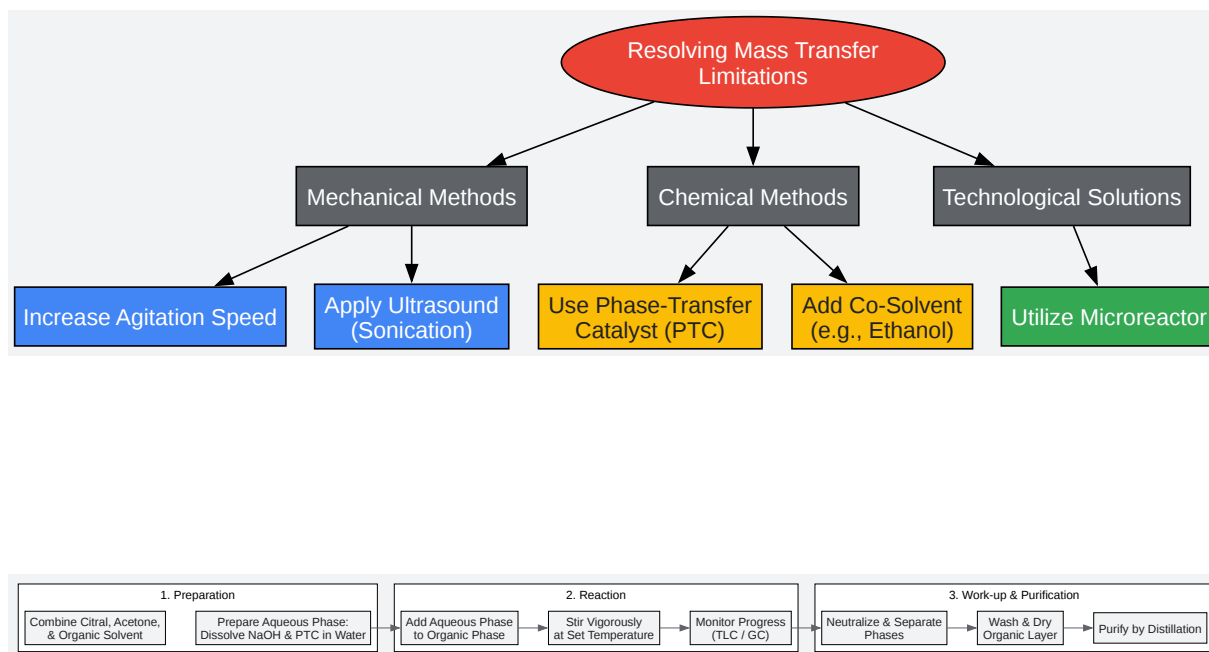 Resolving Mass Transfer
Limitations
Mechanical Methods
Chemical Methods
Technological Solutions
Increase Agitation Speed
Apply Ultrasound
(Sonication)
Use Phase-Transfer
Catalyst (PTC)
Add Co-Solvent
(e.g., Ethanol)
Utilize Microreactor
1. Preparation
Combine Citral, Acetone,
& Organic Solvent
Prepare Aqueous Phase:
Dissolve NaOH & PTC in Water
2. Reaction
Add Aqueous Phase
to Organic Phase
Stir Vigorously
at Set Temperature
Monitor Progress
(TLC / GC)
3. Work-up & Purification
Neutralize & Separate
Phases
Wash & Dry
Organic Layer
Purify by Distillation